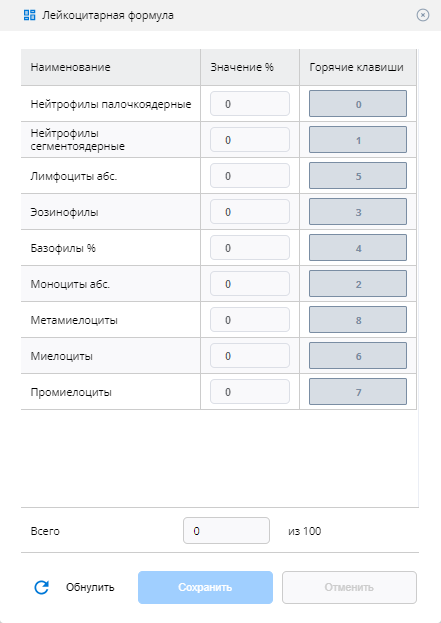 Лейкоцитарная формула
Наименование Значение % Горячие клавиши
Нейтрофилы палочкоядерные 0 0
Нейтрофилы
сегментоядерные 0 1
Лимфоциты абс. 0 5
Эозинофилы 0 3
Базофилы % 0 4
Моноциты абс. 0 2
Метамиелоциты 0 8
Миелоциты 0 6
Промиелоциты 0 7
Всего 0 из 100
Обнулить Сохранить Отменить